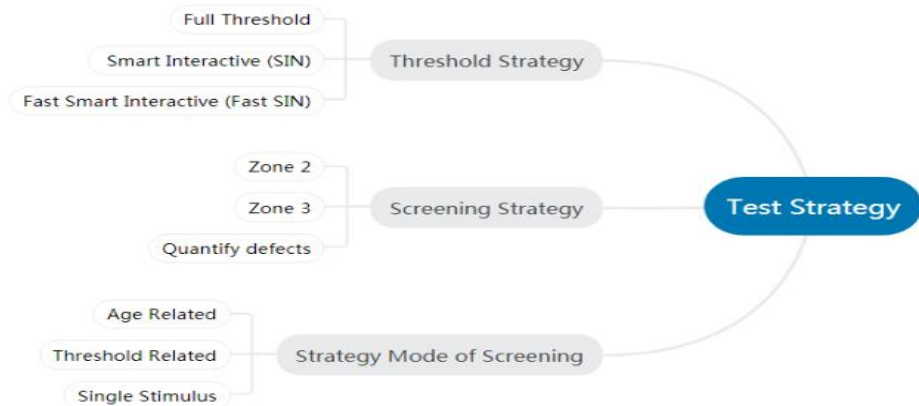 Full Threshold
Smart Interactive (SIN)
Fast Smart Interactive (Fast SIN)
Threshold Strategy
Zone 2
Zone 3
Quantify defects
Screening Strategy
Test Strategy
Age Related
Threshold Related
Single Stimulus
Strategy Mode of Screening